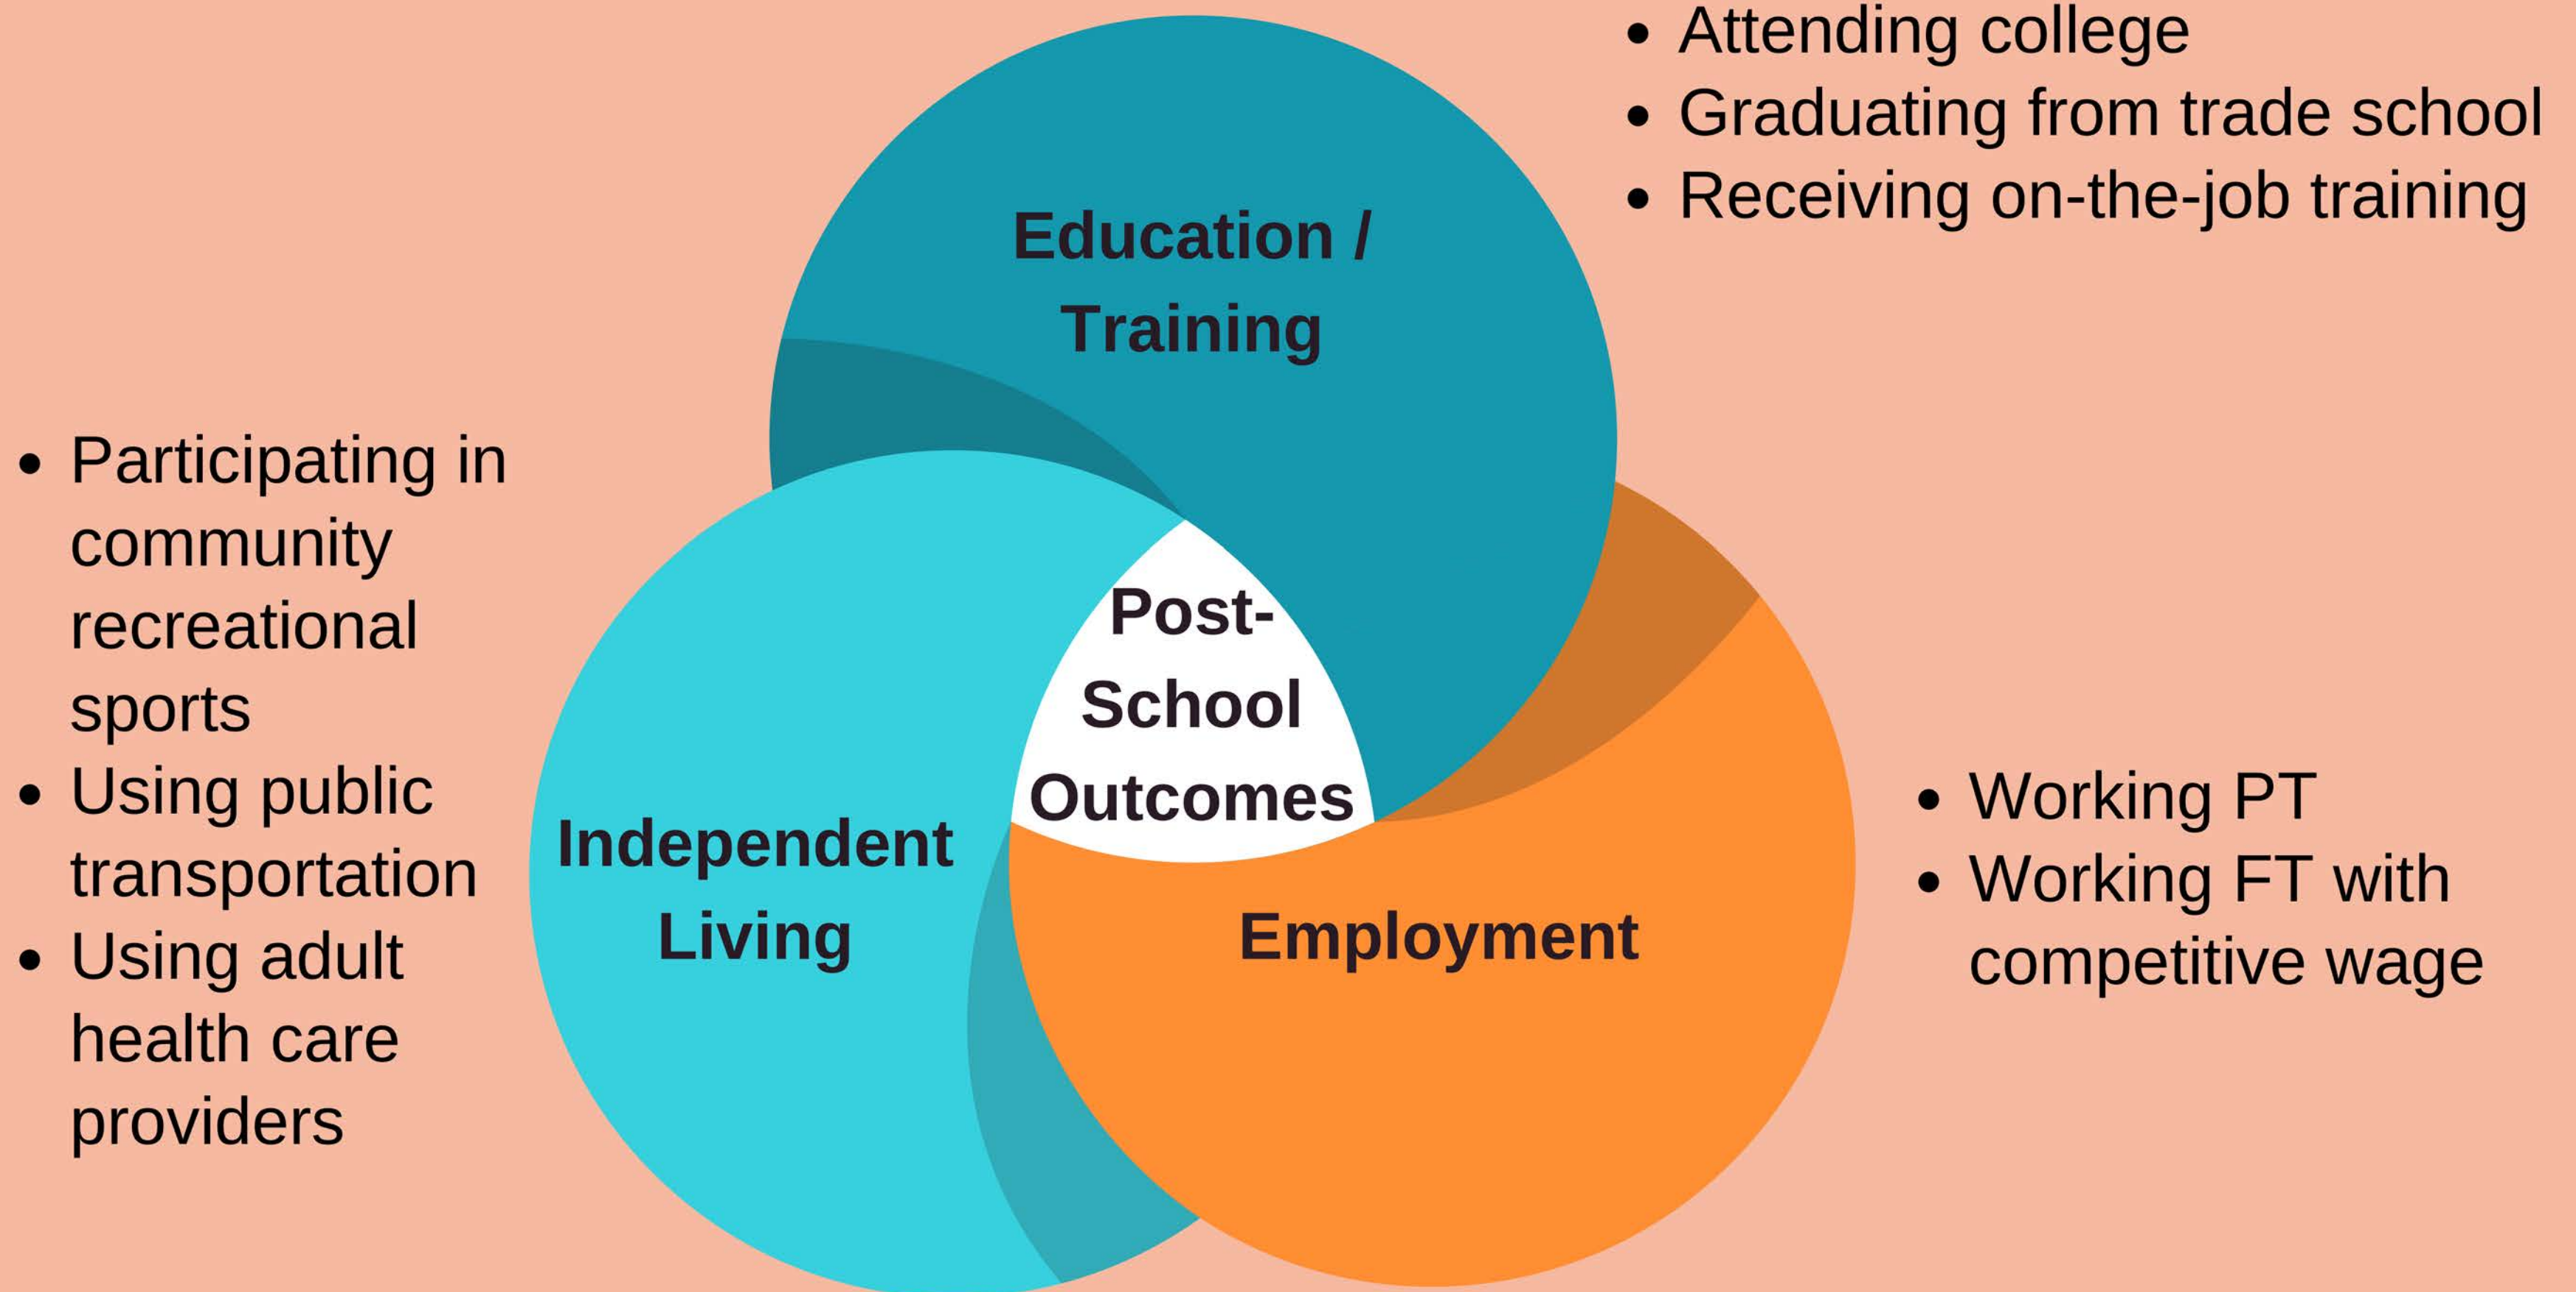 • Attending college
• Graduating from trade school
• Receiving on-the-job training
Education /
Training
• Participating in
community
recreational
sports
• Using public
transportation
• Using adult
health care
providers
Post-
School
Outcomes
Independent
Living
Employment
• Working PT
• Working FT with
competitive wage